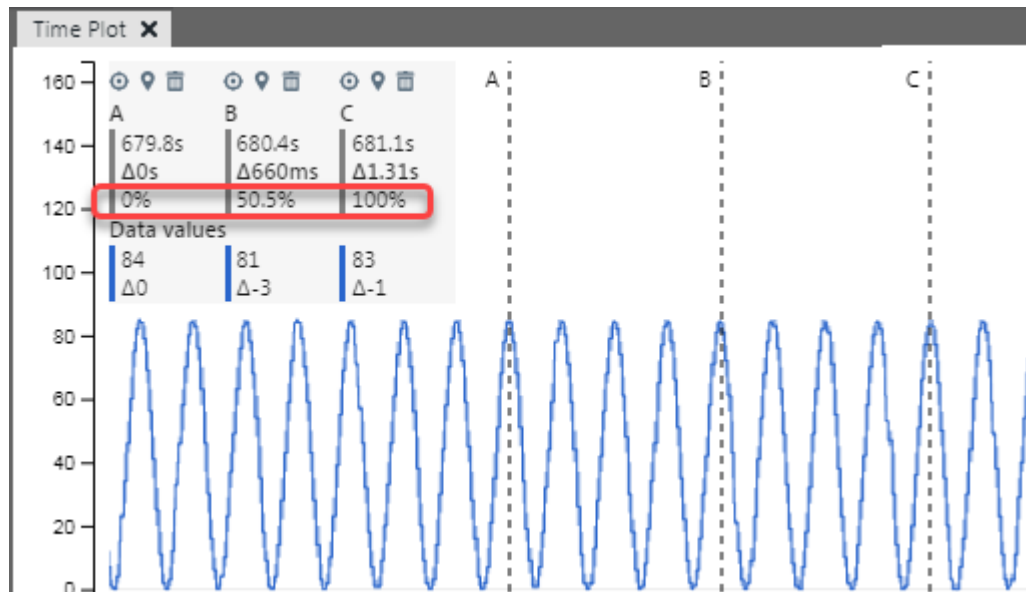 Time Plot
160
140
120
100
80
60
40
20
0
A B C
679.8s 680.4s 681.1s
Δ0s Δ660ms Δ1.31s
0% 50.5% 100%
Data values
84 81 83
Δ0 Δ-3 Δ-1
A B C